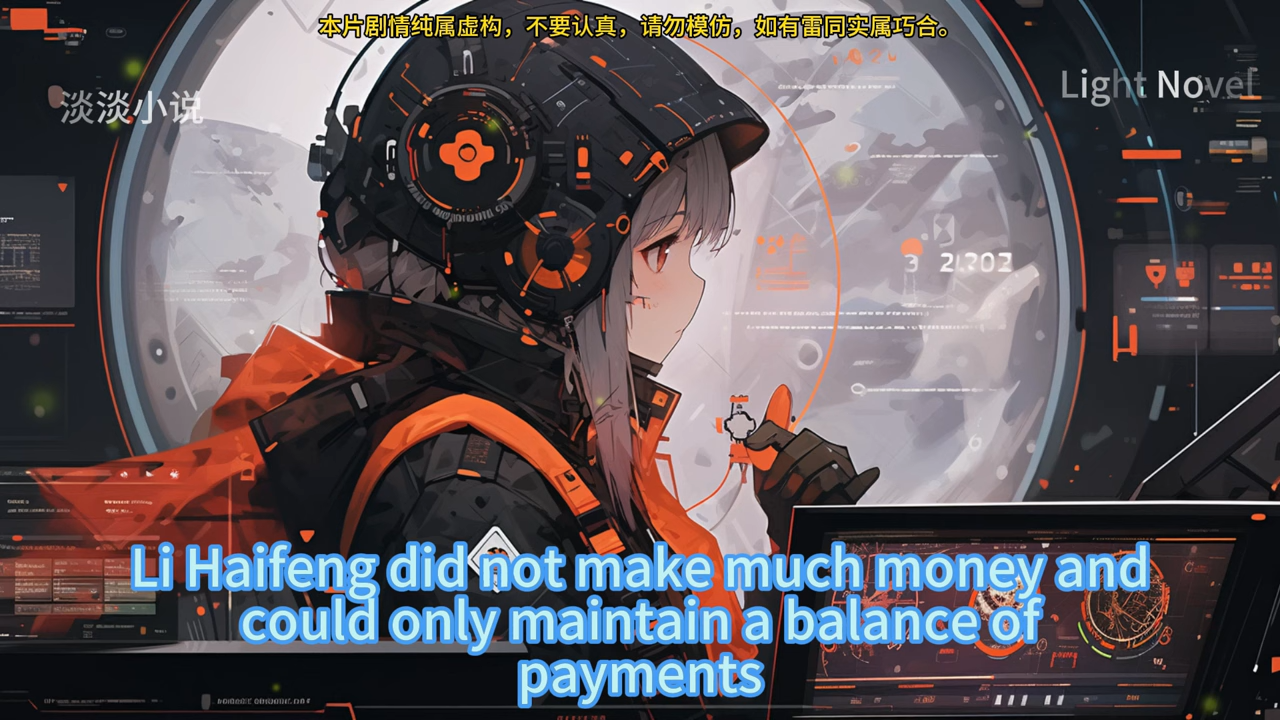 本片剧情纯属虚构，不要认真，请勿模仿，如有雷同实属巧合。
淡淡小说
Light Novel
Li Haifeng did not make much money and
could only maintain a balance of
payments